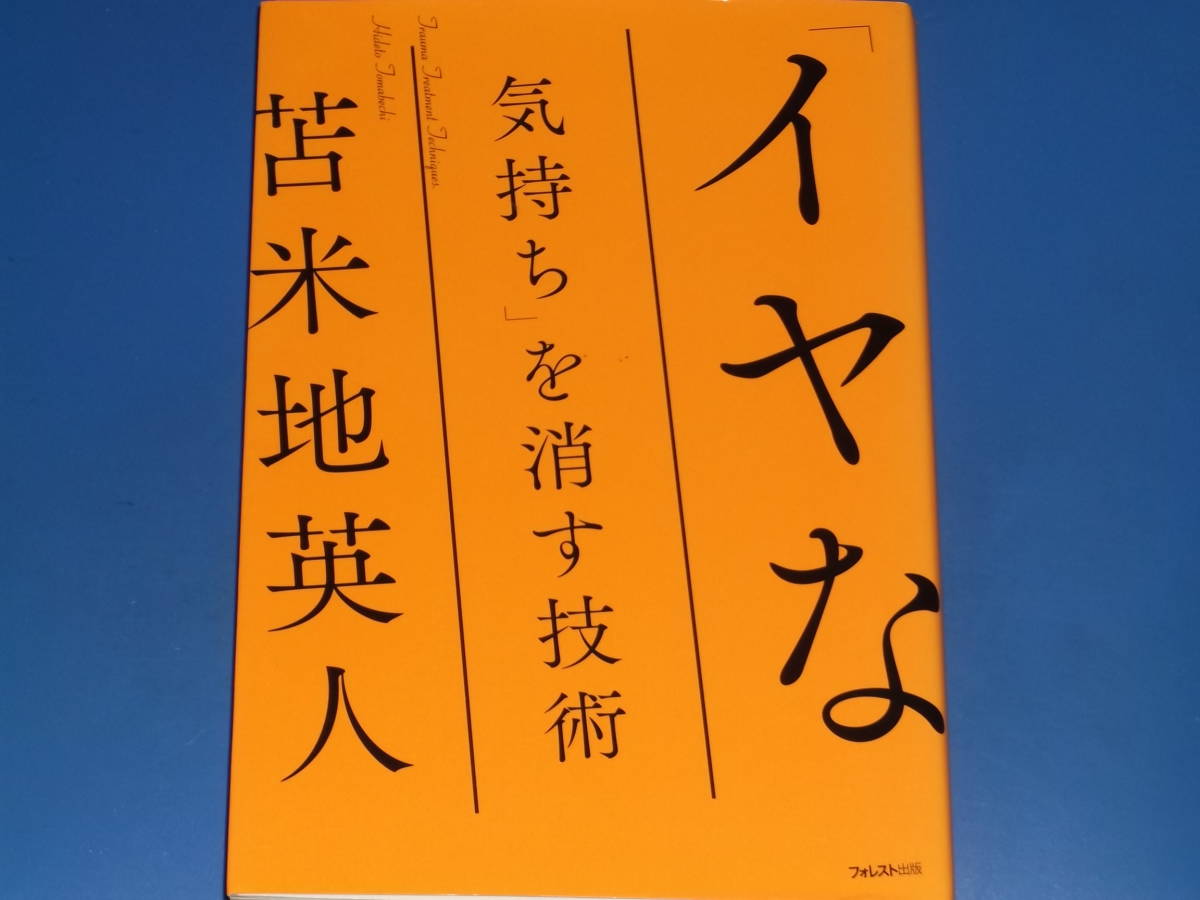 「イヤな
気持ち」を消す技術
Trauma Treatment Techniques
Hideto Tomabechi
苫米地英人
フォレスト出版